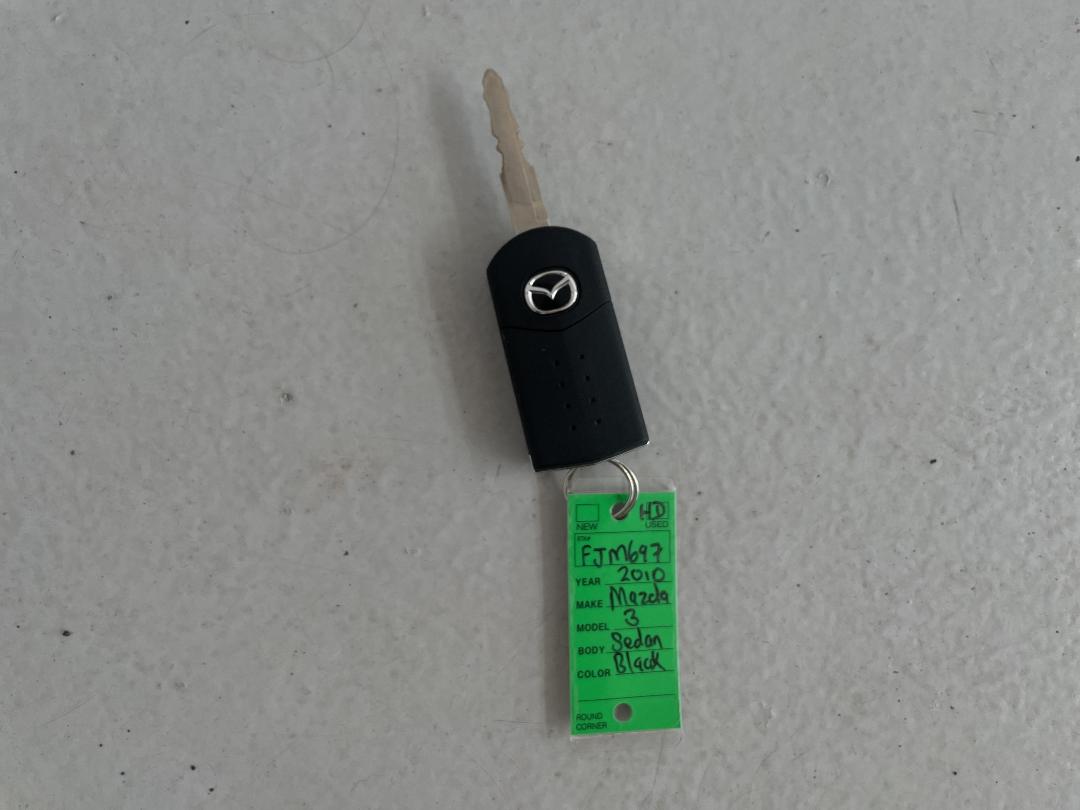 HD
NEW USED
STK# FJM697
YEAR 2010
MAKE Mazda
MODEL 3
BODY Sedan
COLOR Black
ROUND
CORNER